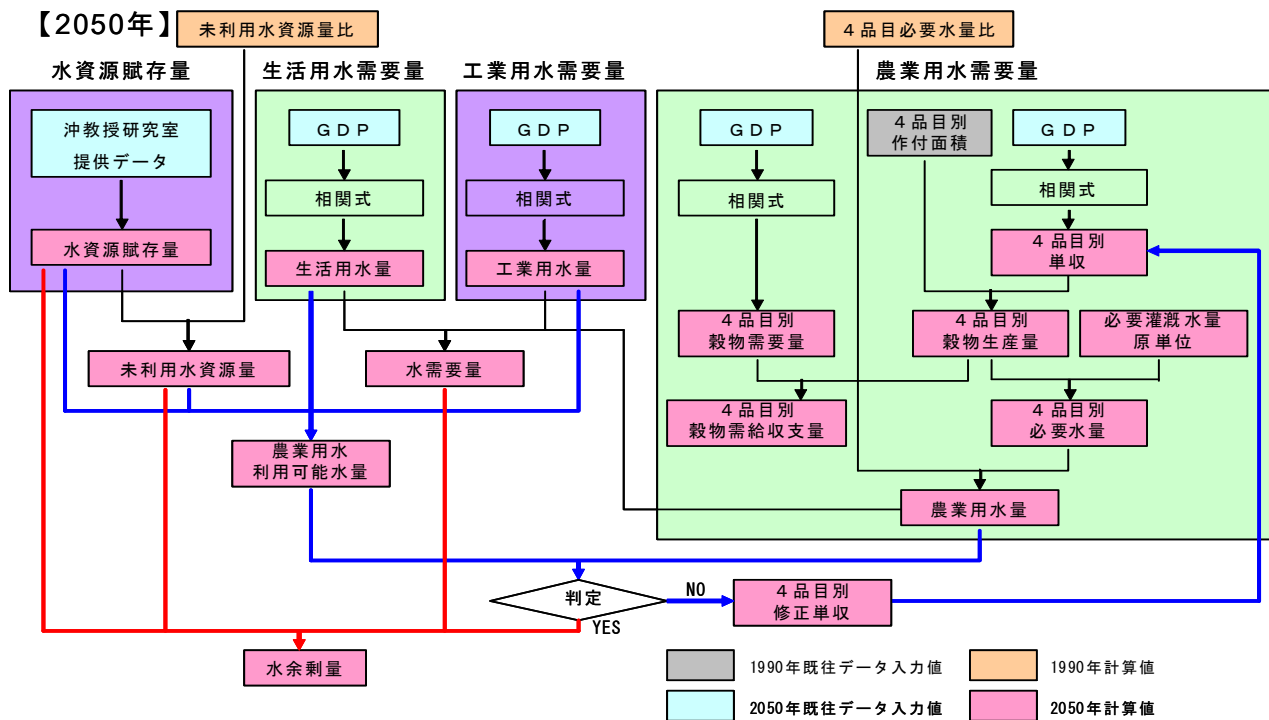 【2050年】
未利用水資源量比
4品目必要水量比
水資源賦存量
生活用水需要量
工業用水需要量
農業用水需要量
沖教授研究室
提供データ
GDP
GDP
GDP
4品目別
作付面積
GDP
相関式
相関式
相関式
相関式
水資源賦存量
生活用水量
工業用水量
4品目別
単収
4品目別
穀物需要量
4品目別
穀物生産量
必要灌漑水量
原単位
未利用水資源量
水需要量
4品目別
穀物需給収支量
4品目別
必要水量
農業用水
利用可能水量
農業用水量
判定
NO
YES
4品目別
修正単収
水余剰量
1990年既往データ入力値
1990年計算値
2050年既往データ入力値
2050年計算値